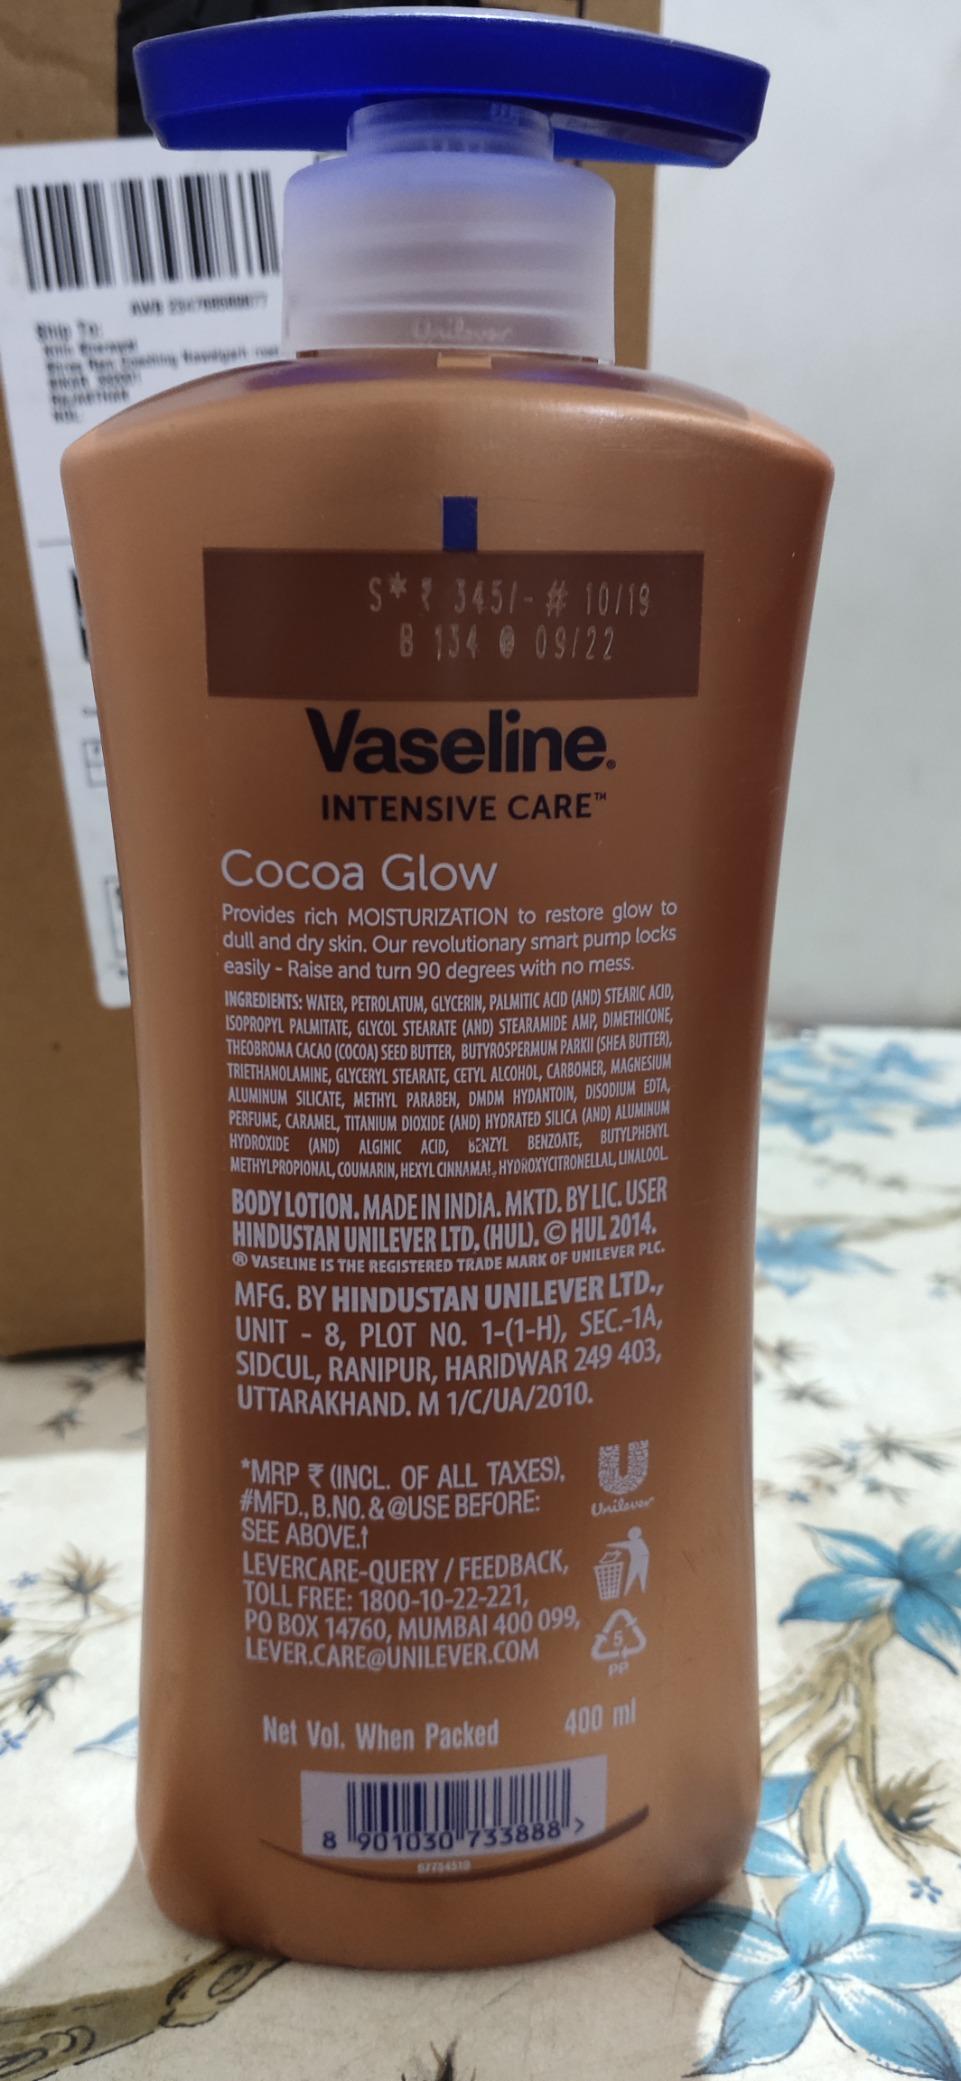 Ship To:
Unilever
S* ₹ 345/- # 10/19
B 134 @ 09/22
Vaseline®
INTENSIVE CARE™
Cocoa Glow
Provides rich MOISTURIZATION to restore glow to
dull and dry skin. Our revolutionary smart pump locks
easily - Raise and turn 90 degrees with no mess.
INGREDIENTS: WATER, PETROLATUM, GLYCERIN, PALMITIC ACID (AND) STEARIC ACID,
ISOPROPYL PALMITATE, GLYCOL STEARATE (AND) STEARAMIDE AMP, DIMETHICONE,
THEOBROMA CACAO (COCOA) SEED BUTTER, BUTYROSPERMUM PARKII (SHEA BUTTER),
TRIETHANOLAMINE, GLYCERYL STEARATE, CETYL ALCOHOL, CARBOMER, MAGNESIUM
ALUMINUM SILICATE, METHYL PARABEN, DMDM HYDANTOIN, DISODIUM EDTA,
PERFUME, CARAMEL, TITANIUM DIOXIDE (AND) HYDRATED SILICA (AND) ALUMINUM
HYDROXIDE (AND) ALGINIC ACID, BENZYL BENZOATE, BUTYLPHENYL
METHYLPROPIONAL, COUMARIN, HEXYL CINNAMAL, HYDROXYCITRONELLAL, LINALOOL.
BODY LOTION. MADE IN INDIA. MKTD. BY LIC. USER
HINDUSTAN UNILEVER LTD. (HUL). © HUL 2014.
® VASELINE IS THE REGISTERED TRADE MARK OF UNILEVER PLC.
MFG. BY HINDUSTAN UNILEVER LTD.,
UNIT - 8, PLOT NO. 1-(1-H), SEC.-1A,
SIDCUL, RANIPUR, HARIDWAR 249 403,
UTTARAKHAND. M 1/C/UA/2010.
*MRP ₹ (INCL. OF ALL TAXES),
#MFD., B.NO. & @USE BEFORE:
SEE ABOVE.↑
Unilever
LEVERCARE-QUERY / FEEDBACK,
TOLL FREE: 1800-10-22-221,
PO BOX 14760, MUMBAI 400 099,
LEVER.CARE@UNILEVER.COM
5
PP
Net Vol. When Packed 400 ml
8 901030 733888 >